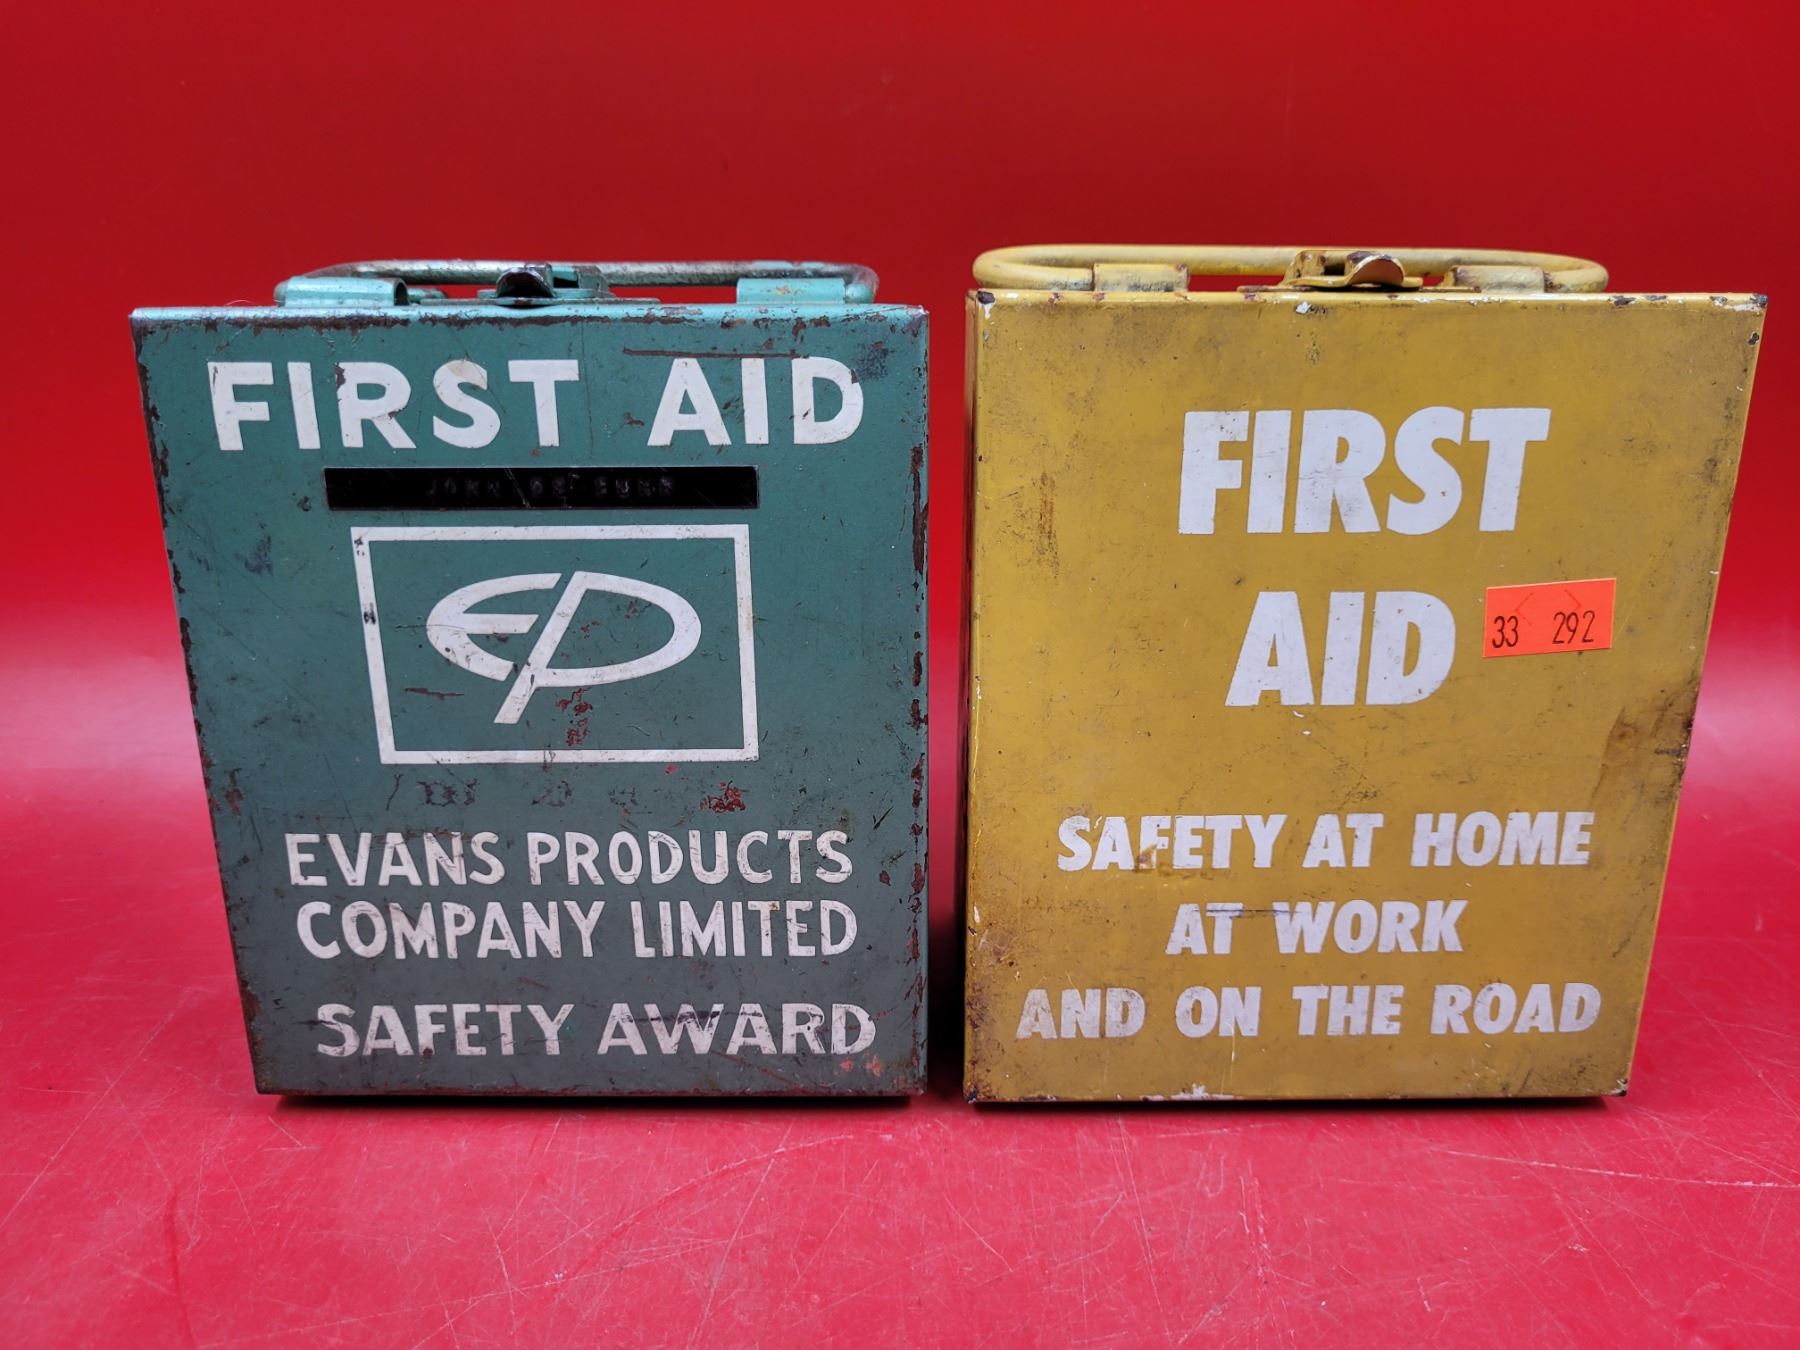 FIRST AID
JOHN
EP
EVANS PRODUCTS
COMPANY LIMITED
SAFETY AWARD
FIRST
AID
33 292
SAFETY AT HOME
AT WORK
AND ON THE ROAD